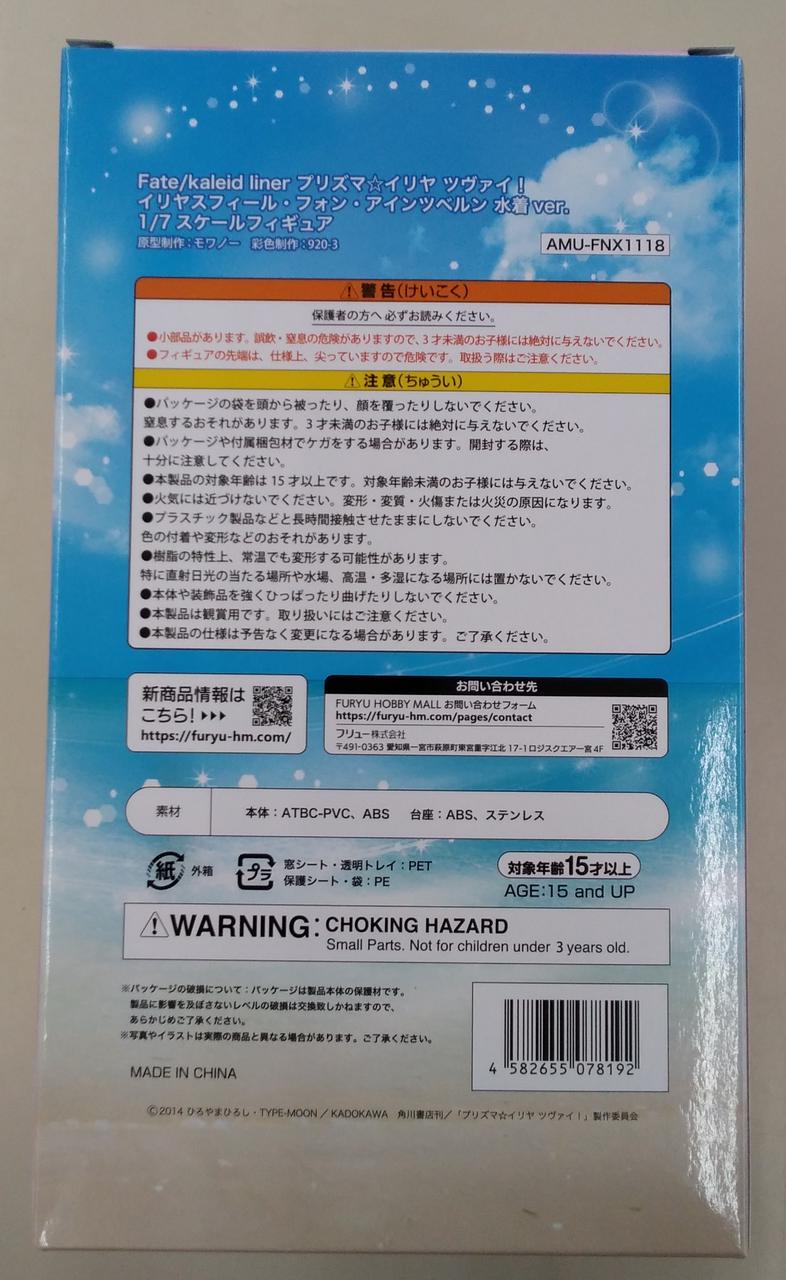 Fate/kaleid liner プリズマ☆イリヤ ツヴァイ！
イリヤスフィール・フォン・アインツベルン 水着 ver.
1/7 スケールフィギュア
原型制作：モワノー　彩色制作：920-3
AMU-FNX1118
⚠警告(けいこく)
保護者の方へ 必ずお読みください。
●小部品があります。誤飲・窒息の危険がありますので、3才未満のお子様には絶対に与えないでください。
●フィギュアの先端は、仕様上、尖っていますので危険です。取扱う際はご注意ください。
⚠注意(ちゅうい)
●パッケージの袋を頭から被ったり、顔を覆ったりしないでください。
窒息するおそれがあります。3才未満のお子様には絶対に与えないでください。
●パッケージや付属梱包材でケガをする場合があります。開封する際は、
十分に注意してください。
●本製品の対象年齢は15才以上です。対象年齢未満のお子様には与えないでください。
●火気には近づけないでください。変形・変質・火傷または火災の原因になります。
●プラスチック製品などと長時間接触させたままにしないでください。
色の付着や変形などのおそれがあります。
●樹脂の特性上、常温でも変形する可能性があります。
特に直射日光の当たる場所や水場、高温・多湿になる場所には置かないでください。
●本体や装飾品を強くひっぱったり曲げたりしないでください。
●本製品は観賞用です。取り扱いにはご注意ください。
●本製品の仕様は予告なく変更になる場合があります。ご了承ください。
新商品情報は
こちら！▶▶▶
https://furyu-hm.com/
お問い合わせ先
FURYU HOBBY MALL お問い合わせフォーム
https://furyu-hm.com/pages/contact
フリュー株式会社
〒491-0363 愛知県一宮市萩原町東宮重字江北 17-1ロジスクエアー宮 4F
素材
本体：ATBC-PVC、ABS　台座：ABS、ステンレス
紙 外箱
プラ
窓シート・透明トレイ：PET
保護シート・袋：PE
対象年齢15才以上
AGE:15 and UP
⚠WARNING: CHOKING HAZARD
Small Parts. Not for children under 3 years old.
※パッケージの破損について：パッケージは製品本体の保護材です。
製品に影響を及ぼさないレベルの破損は交換致しかねますので、
あらかじめご了承ください。
※写真やイラストは実際の商品と異なる場合があります。ご了承ください。
4 582655 078192
MADE IN CHINA
©2014 ひろやまひろし・TYPE-MOON／KADOKAWA　角川書店刊／「プリズマ☆イリヤ ツヴァイ！」製作委員会